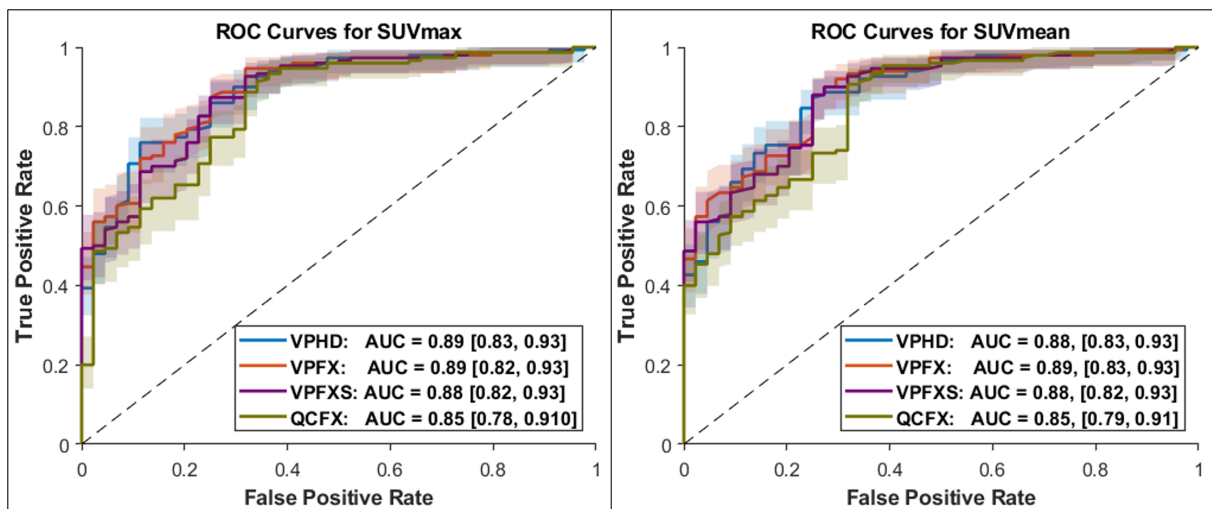 ROC Curves for SUVmax
True Positive Rate
1
0.8
0.6
0.4
0.2
0
VPHD: AUC = 0.89 [0.83, 0.93]
VPFX: AUC = 0.89 [0.82, 0.93]
VPFXS: AUC = 0.88 [0.82, 0.93]
QCFX: AUC = 0.85 [0.78, 0.910]
0 0.2 0.4 0.6 0.8 1
False Positive Rate
ROC Curves for SUVmean
True Positive Rate
1
0.8
0.6
0.4
0.2
0
VPHD: AUC = 0.88, [0.83, 0.93]
VPFX: AUC = 0.89, [0.83, 0.93]
VPFXS: AUC = 0.88, [0.82, 0.93]
QCFX: AUC = 0.85, [0.79, 0.91]
0 0.2 0.4 0.6 0.8 1
False Positive Rate